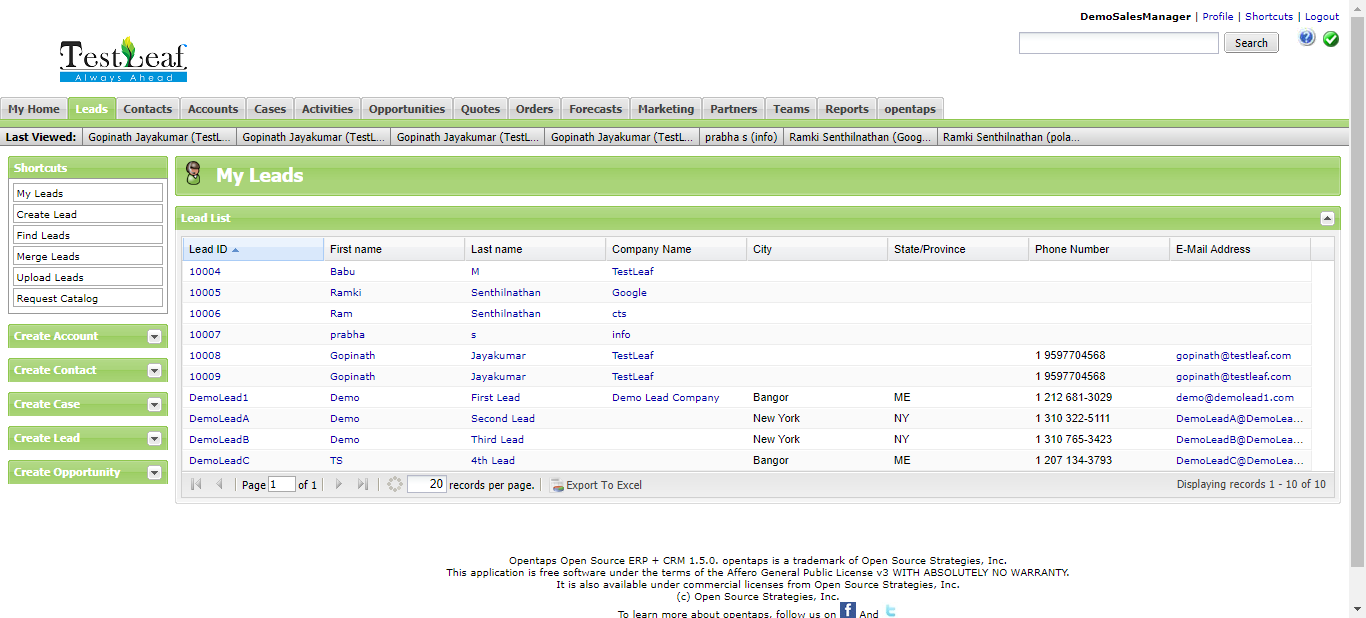 DemoSalesManager | Profile | Shortcuts | Logout
Search
TestLeaf
Always Ahead
My Home Leads Contacts Accounts Cases Activities Opportunities Quotes Orders Forecasts Marketing Partners Teams Reports opentaps
Last Viewed: Gopinath Jayakumar (TestL... Gopinath Jayakumar (TestL... Gopinath Jayakumar (TestL... Gopinath Jayakumar (TestL... prabha s (info) Ramki Senthilnathan (Goog... Ramki Senthilnathan (pola...
Shortcuts
My Leads
Create Lead
Find Leads
Merge Leads
Upload Leads
Request Catalog
Create Account
Create Contact
Create Case
Create Lead
Create Opportunity
My Leads
Lead List
Lead ID First name Last name Company Name City State/Province Phone Number E-Mail Address
10004 Babu M TestLeaf
10005 Ramki Senthilnathan Google
10006 Ram Senthilnathan cts
10007 prabha s info
10008 Gopinath Jayakumar TestLeaf 1 9597704568 gopinath@testleaf.com
10009 Gopinath Jayakumar TestLeaf 1 9597704568 gopinath@testleaf.com
DemoLead1 Demo First Lead Demo Lead Company Bangor ME 1 212 681-3029 demo@demolead1.com
DemoLeadA Demo Second Lead New York NY 1 310 322-5111 DemoLeadA@DemoLea...
DemoLeadB Demo Third Lead New York NY 1 310 765-3423 DemoLeadB@DemoLea...
DemoLeadC TS 4th Lead Bangor ME 1 207 134-3793 DemoLeadC@DemoLea...
Page 1 of 1 20 records per page. Export To Excel Displaying records 1 - 10 of 10
Opentaps Open Source ERP + CRM 1.5.0. opentaps is a trademark of Open Source Strategies, Inc.
This application is free software under the terms of the Affero General Public License v3 WITH ABSOLUTELY NO WARRANTY.
It is also available under commercial licenses from Open Source Strategies, Inc.
(c) Open Source Strategies, Inc.
To learn more about opentaps, follow us on f And t